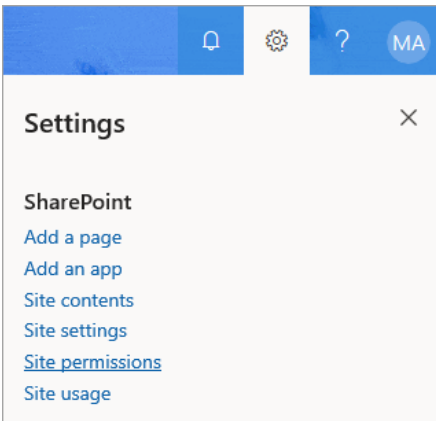 ? MA
Settings
SharePoint
Add a page
Add an app
Site contents
Site settings
Site permissions
Site usage